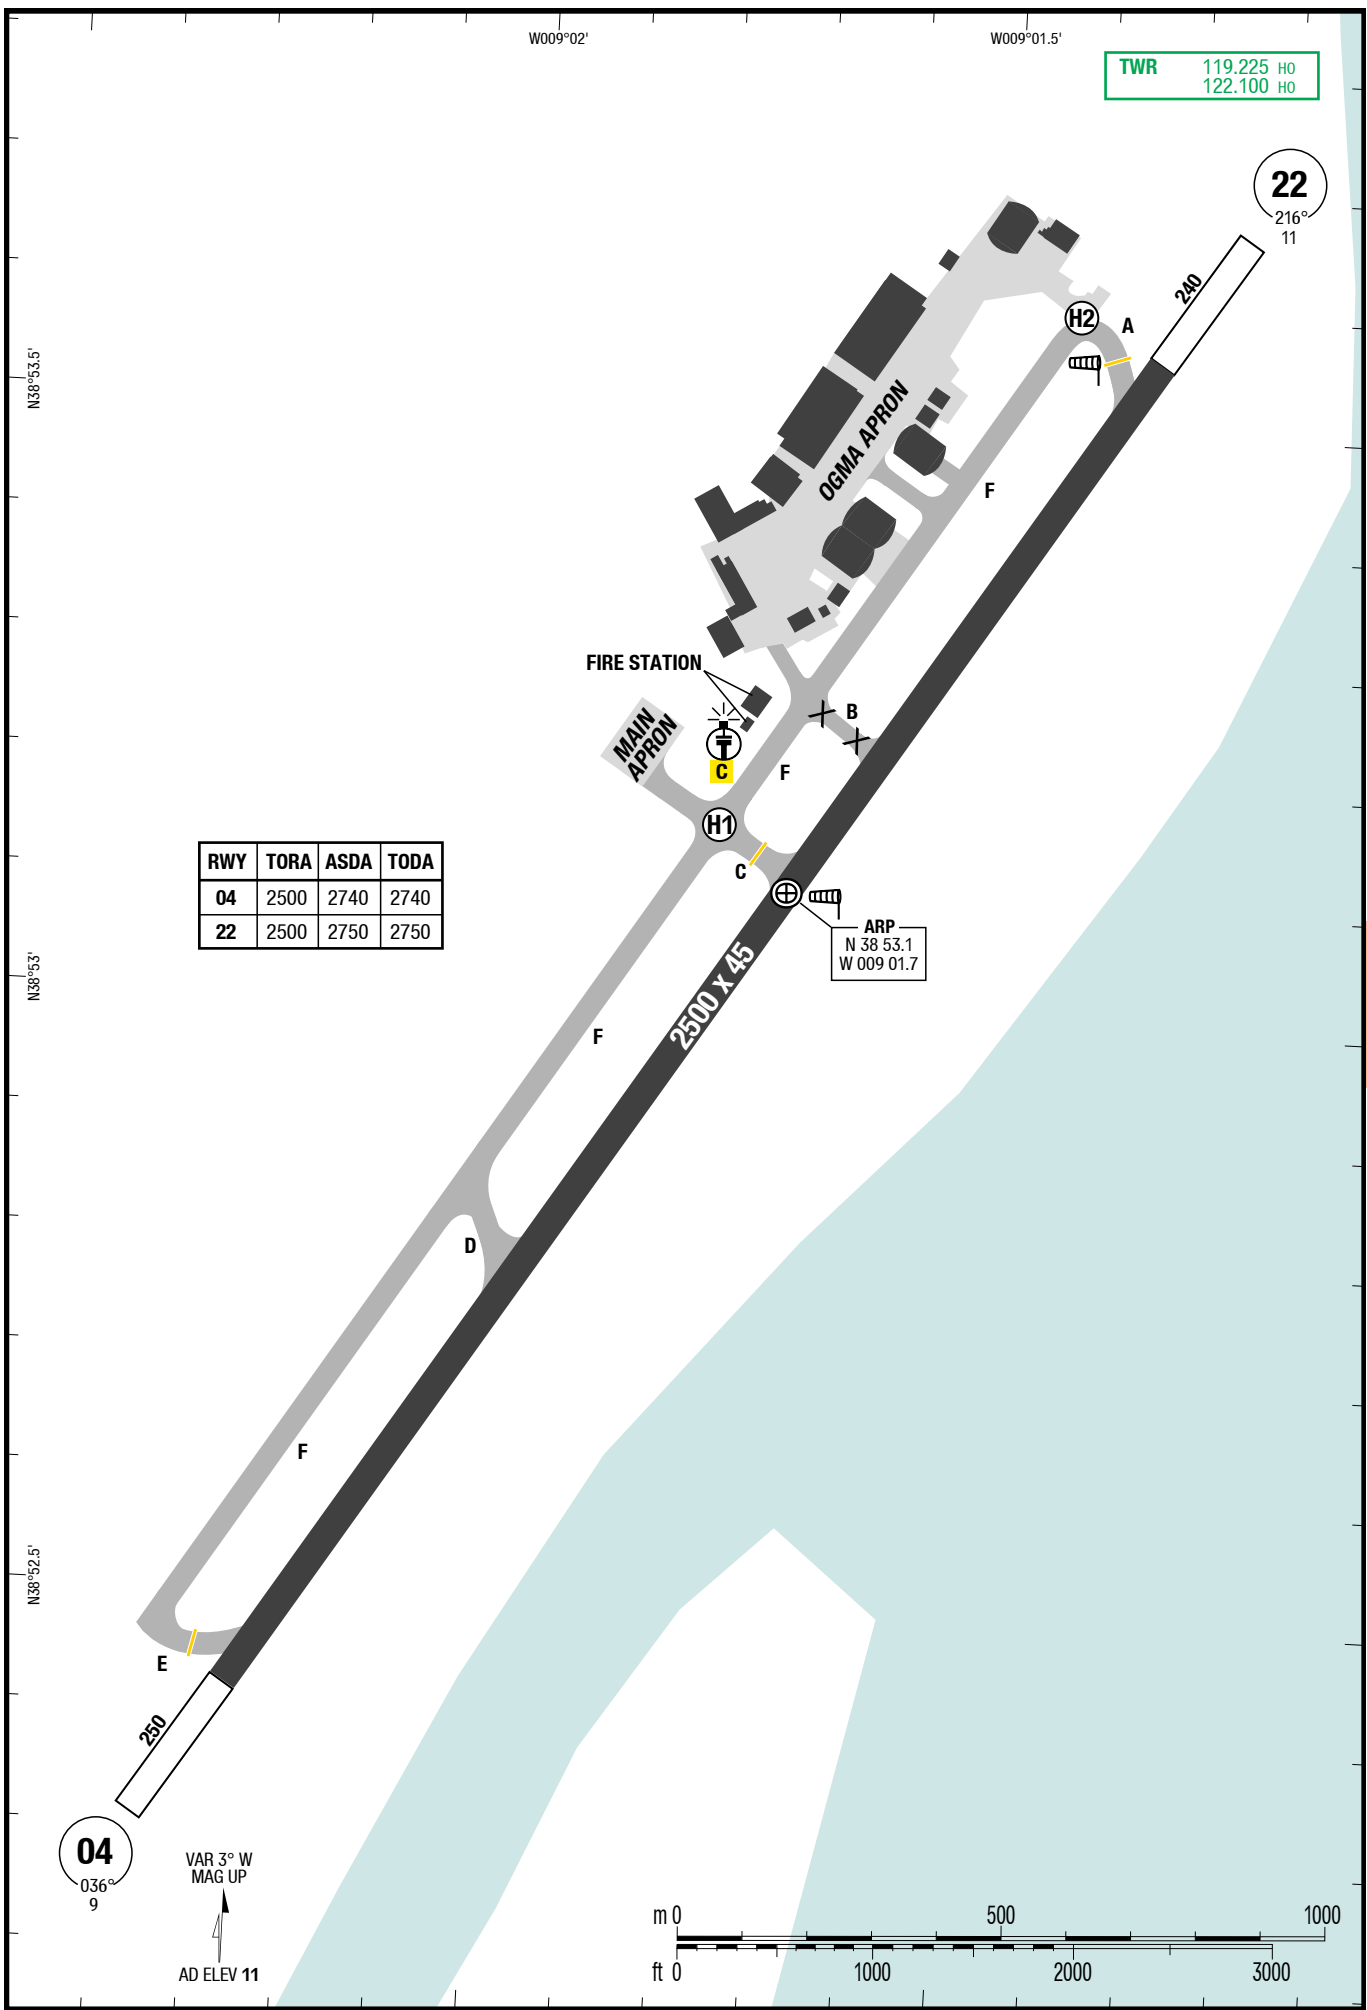 W009°02'
W009°01.5'
TWR 119.225 HO
122.100 HO
22
216°
11
240
H2
A
N38°53.5'
OGMA APRON
F
FIRE STATION
MAIN
APRON
B
C
F
H1
C
RWY TORA ASDA TODA
04 2500 2740 2740
22 2500 2750 2750
ARP
N 38 53.1
W 009 01.7
N38°53'
2500 x 45
F
D
F
N38°52.5'
E
250
04
036°
9
VAR 3° W
MAG UP
AD ELEV 11
m 0 500 1000
ft 0 1000 2000 3000